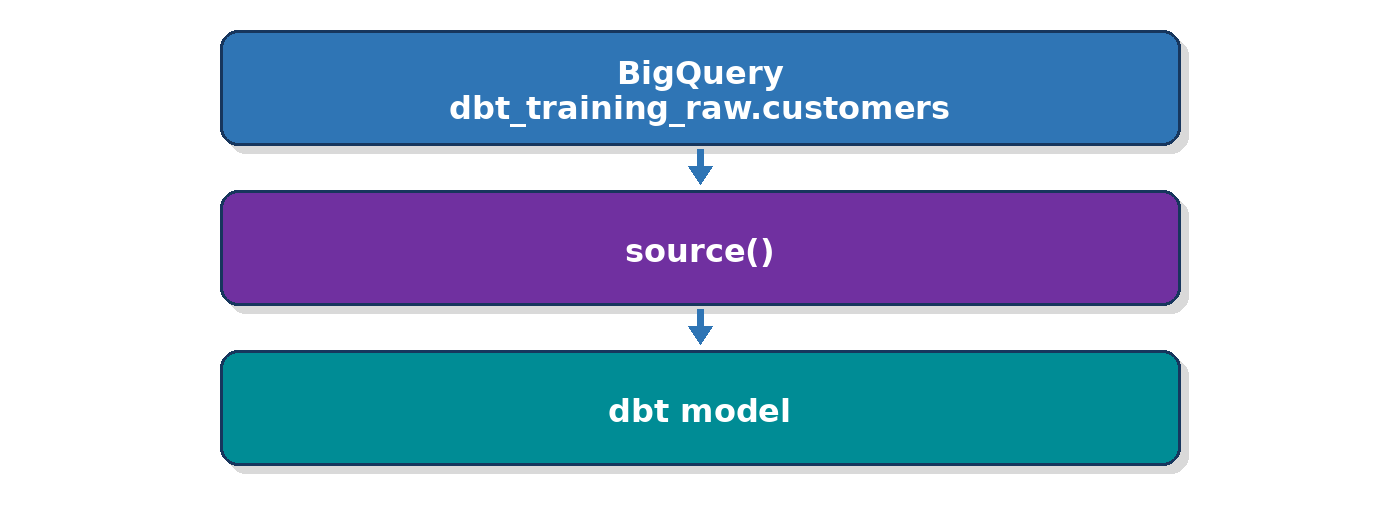 BigQuery
dbt_training_raw.customers
source()
dbt model